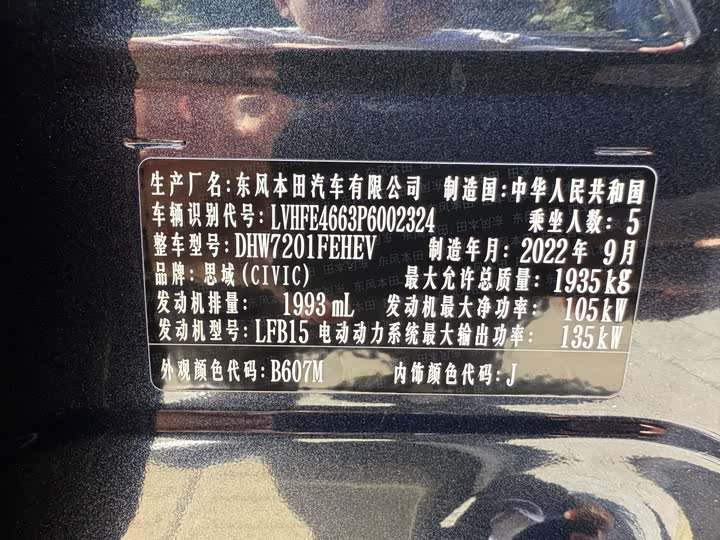 生产厂名:东风本田汽车有限公司 制造国:中华人民共和国
车辆识别代号:LVHFE4663P6002324 乘坐人数: 5
整车型号:DHW7201FEHEV 制造年月:2022年 9月
品牌:思域(CIVIC) 最大允许总质量: 1935kg
发动机排量: 1993mL 发动机最大净功率: 105kW
发动机型号:LFB15 电动动力系统最大输出功率: 135kW
外观颜色代码:B607M 内饰颜色代码:J